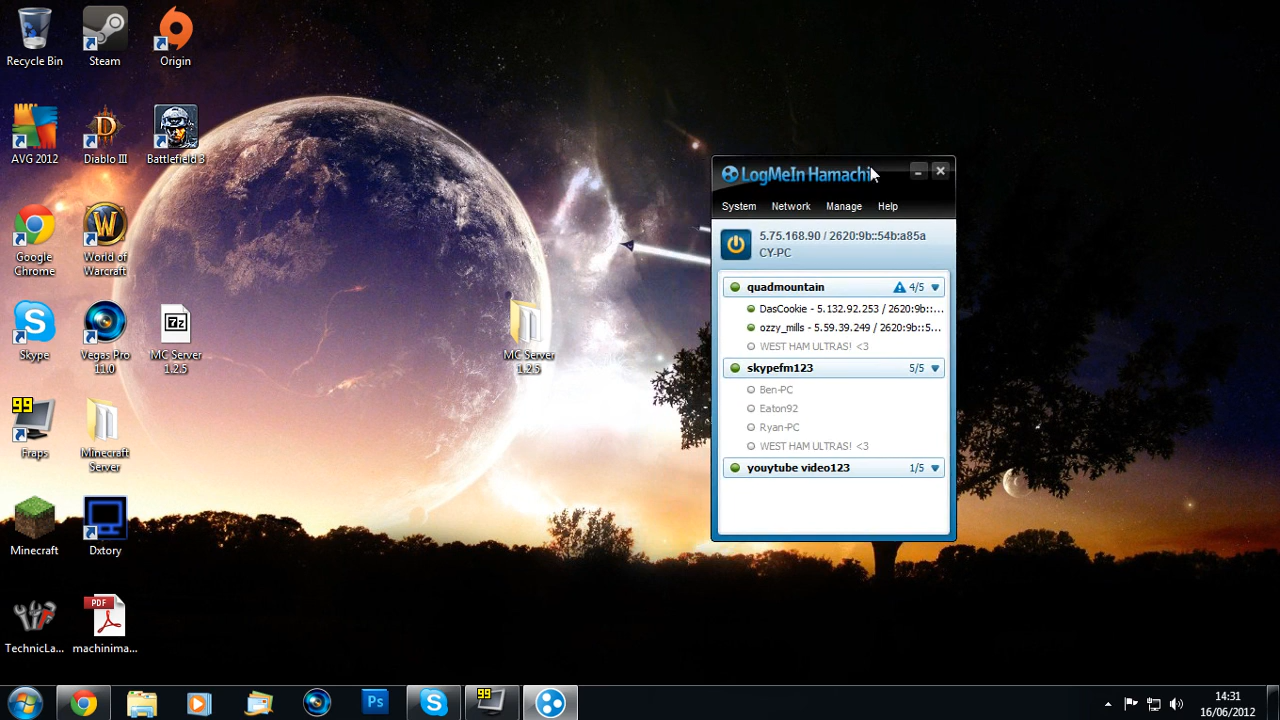 Recycle Bin
Steam
Origin
AVG 2012
Diablo III
Battlefield 3
Google
Chrome
World of
Warcraft
Skype
Vegas Pro
11.0
7z
MC Server
1.2.5
MC Server
1.2.5
99
Fraps
Minecraft
Server
Minecraft
Dxtory
TechnicLa...
PDF
machinima...
LogMeIn Hamachi
System Network Manage Help
5.75.168.90 / 2620:9b::54b:a85a
CY-PC
quadmountain 4/5
DasCookie - 5.132.92.253 / 2620:9b::...
ozzy_mills - 5.59.39.249 / 2620:9b::5...
WEST HAM ULTRAS! <3
skypefm123 5/5
Ben-PC
Eaton92
Ryan-PC
WEST HAM ULTRAS! <3
youytube video123 1/5
Ps
99
14:31
16/06/2012